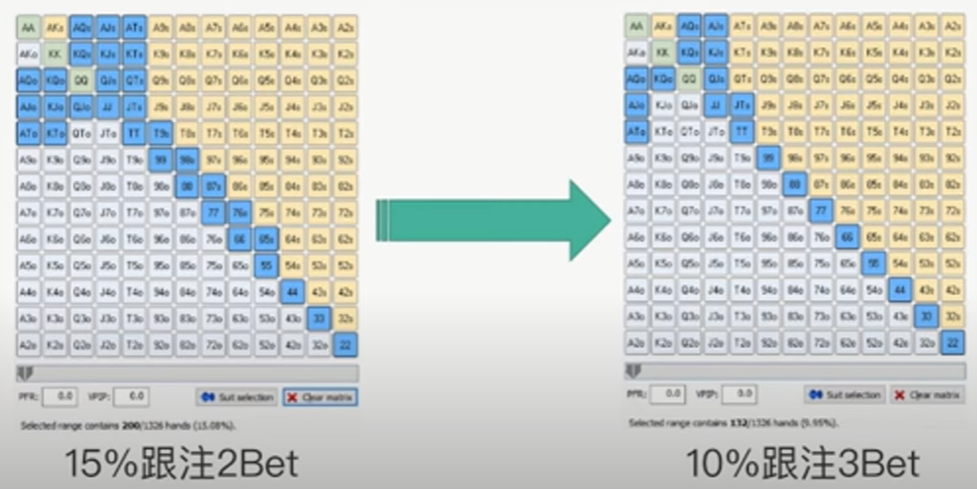 AA AKs AQs AJs ATs A9s A8s A7s A6s A5s A4s A3s A2s
AKo KK KQs KJs KTs K9s K8s K7s K6s K5s K4s K3s K2s
AQo KQo QQ QJs QTs Q9s Q8s Q7s Q6s Q5s Q4s Q3s Q2s
AJo KJo QJo JJ JTs J9s J8s J7s J6s J5s J4s J3s J2s
ATo KTo QTo JTo TT T9s T8s T7s T6s T5s T4s T3s T2s
A9o K9o Q9o J9o T9o 99 98s 97s 96s 95s 94s 93s 92s
A8o K8o Q8o J8o T8o 98o 88 87s 86s 85s 84s 83s 82s
A7o K7o Q7o J7o T7o 97o 87o 77 76s 75s 74s 73s 72s
A6o K6o Q6o J6o T6o 96o 86o 76o 66 65s 64s 63s 62s
A5o K5o Q5o J5o T5o 95o 85o 75o 65o 55 54s 53s 52s
A4o K4o Q4o J4o T4o 94o 84o 74o 64o 54o 44 43s 42s
A3o K3o Q3o J3o T3o 93o 83o 73o 63o 53o 43o 33 32s
A2o K2o Q2o J2o T2o 92o 82o 72o 62o 52o 42o 32o 22
PFR: 0.0 VPIP: 0.0 Suit selection Clear matrix
Selected range contains 200/1326 hands (15.08%).
15%跟注2Bet
AA AKs AQs AJs ATs A9s A8s A7s A6s A5s A4s A3s A2s
AKo KK KQs KJs KTs K9s K8s K7s K6s K5s K4s K3s K2s
AQo KQo QQ QJs QTs Q9s Q8s Q7s Q6s Q5s Q4s Q3s Q2s
AJo KJo QJo JJ JTs J9s J8s J7s J6s J5s J4s J3s J2s
ATo KTo QTo JTo TT T9s T8s T7s T6s T5s T4s T3s T2s
A9o K9o Q9o J9o T9o 99 98s 97s 96s 95s 94s 93s 92s
A8o K8o Q8o J8o T8o 98o 88 87s 86s 85s 84s 83s 82s
A7o K7o Q7o J7o T7o 97o 87o 77 76s 75s 74s 73s 72s
A6o K6o Q6o J6o T6o 96o 86o 76o 66 65s 64s 63s 62s
A5o K5o Q5o J5o T5o 95o 85o 75o 65o 55 54s 53s 52s
A4o K4o Q4o J4o T4o 94o 84o 74o 64o 54o 44 43s 42s
A3o K3o Q3o J3o T3o 93o 83o 73o 63o 53o 43o 33 32s
A2o K2o Q2o J2o T2o 92o 82o 72o 62o 52o 42o 32o 22
PFR: 0.0 VPIP: 0.0 Suit selection Clear matrix
Selected range contains 132/1326 hands (9.95%).
10%跟注3Bet